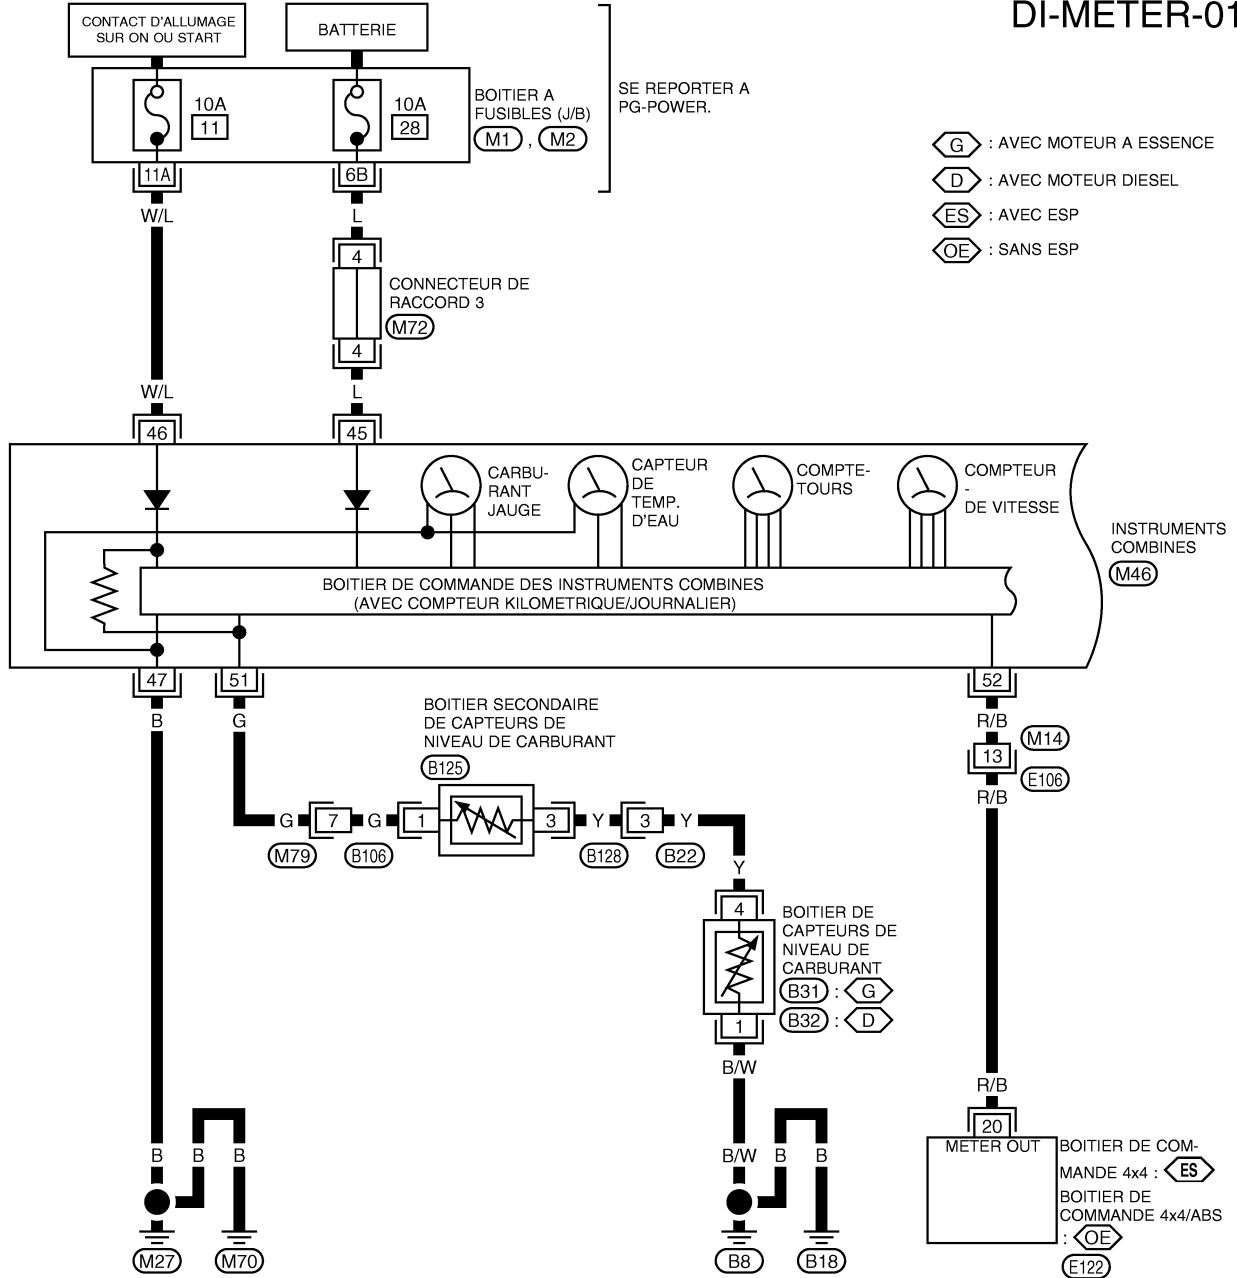 DI-METER-01
CONTACT D'ALLUMAGE
SUR ON OU START
BATTERIE
10A
11
10A
28
BOITIER A
FUSIBLES (J/B)
M1 , M2
SE REPORTER A
PG-POWER.
G : AVEC MOTEUR A ESSENCE
D : AVEC MOTEUR DIESEL
ES : AVEC ESP
OE : SANS ESP
11A
6B
W/L
L
4
CONNECTEUR DE
RACCORD 3
M72
4
W/L
L
46
45
CARBU-
RANT
JAUGE
CAPTEUR
DE
TEMP.
D'EAU
COMPTE-
TOURS
COMPTEUR
-
DE VITESSE
INSTRUMENTS
COMBINES
M46
BOITIER DE COMMANDE DES INSTRUMENTS COMBINES
(AVEC COMPTEUR KILOMETRIQUE/JOURNALIER)
47
51
52
B
G
R/B
BOITIER SECONDAIRE
DE CAPTEURS DE
NIVEAU DE CARBURANT
B125
M14
13
E106
R/B
G
7
G
1
3
Y
3
Y
M79
B106
B128
B22
Y
4
BOITIER DE
CAPTEURS DE
NIVEAU DE
CARBURANT
B31 : G
B32 : D
1
B/W
R/B
20
METER OUT
BOITIER DE COM-
MANDE 4x4 : ES
BOITIER DE
COMMANDE 4x4/ABS
: OE
E122
B
B
B
B/W
B
B
M27
M70
B8
B18